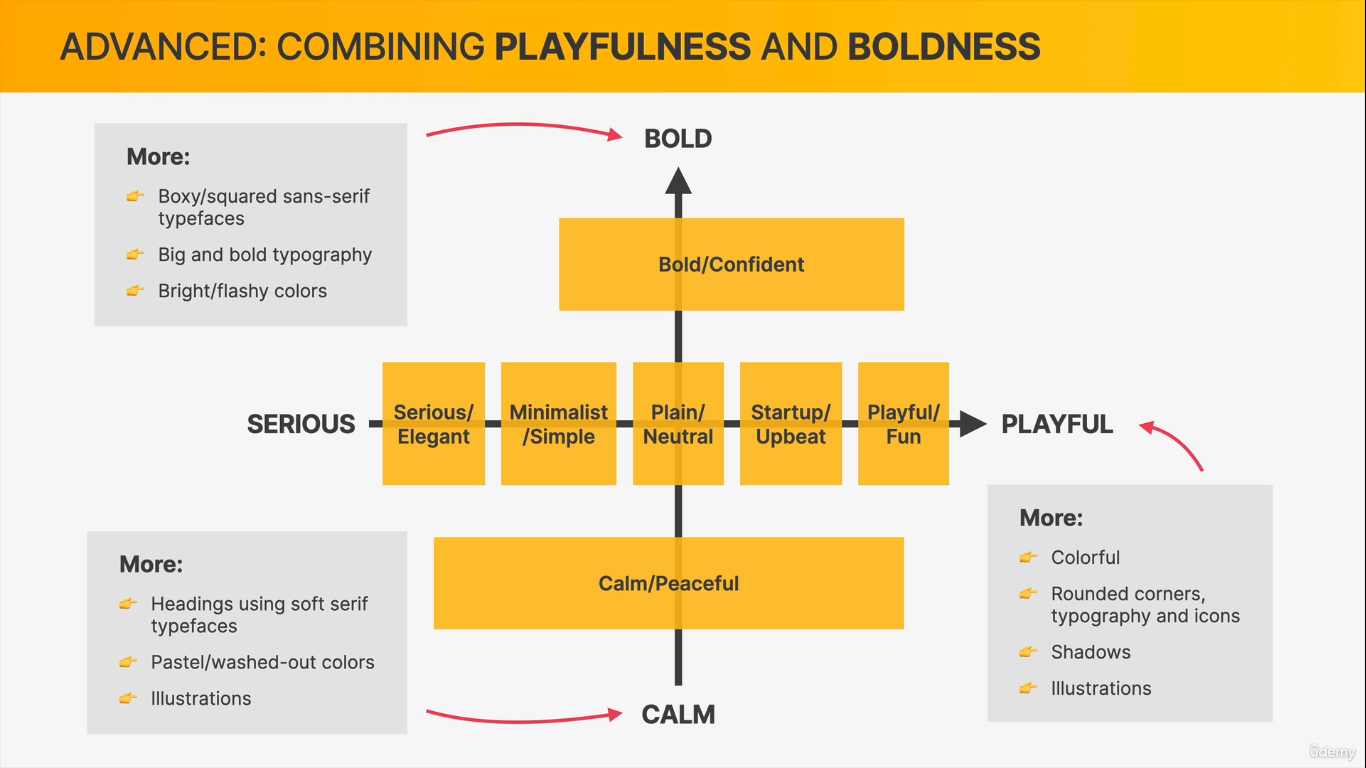 ADVANCED: COMBINING PLAYFULNESS AND BOLDNESS
More:
Boxy/squared sans-serif
typefaces
Big and bold typography
Bright/flashy colors
BOLD
Bold/Confident
SERIOUS
Serious/
Elegant
Minimalist
/Simple
Plain/
Neutral
Startup/
Upbeat
Playful/
Fun
PLAYFUL
More:
Headings using soft serif
typefaces
Pastel/washed-out colors
Illustrations
Calm/Peaceful
CALM
More:
Colorful
Rounded corners,
typography and icons
Shadows
Illustrations
ûdemy